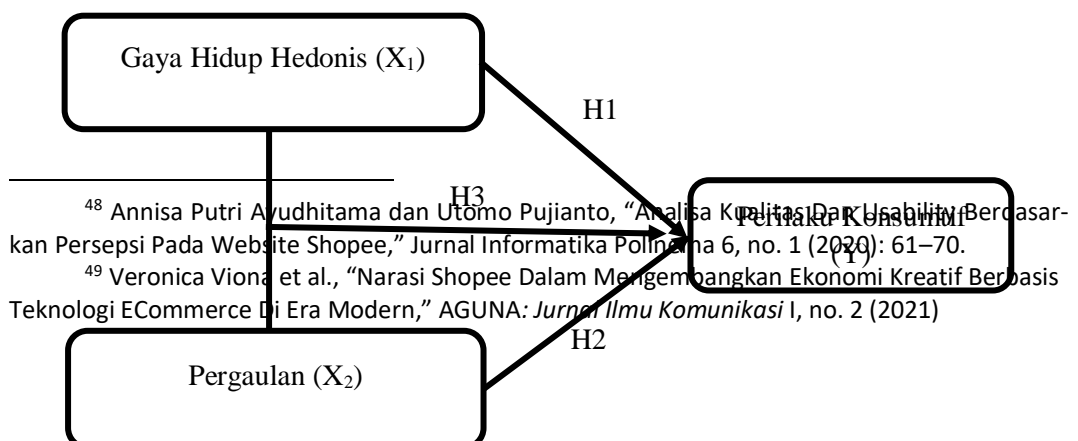 Gaya Hidup Hedonis (X₁)
H1
H3
⁴⁸ Annisa Putri Ayudhitama dan Utomo Pujianto, “Analisa Kualitas Dan Usability Berdasar-
kan Persepsi Pada Website Shopee,” Jurnal Informatika Polinema 6, no. 1 (2020): 61–70.
Perilaku Konsumtif
(Y)
⁴⁹ Veronica Viona et al., “Narasi Shopee Dalam Mengembangkan Ekonomi Kreatif Berbasis
Teknologi ECommerce Di Era Modern,” AGUNA: Jurnal Ilmu Komunikasi I, no. 2 (2021)
H2
Pergaulan (X₂)